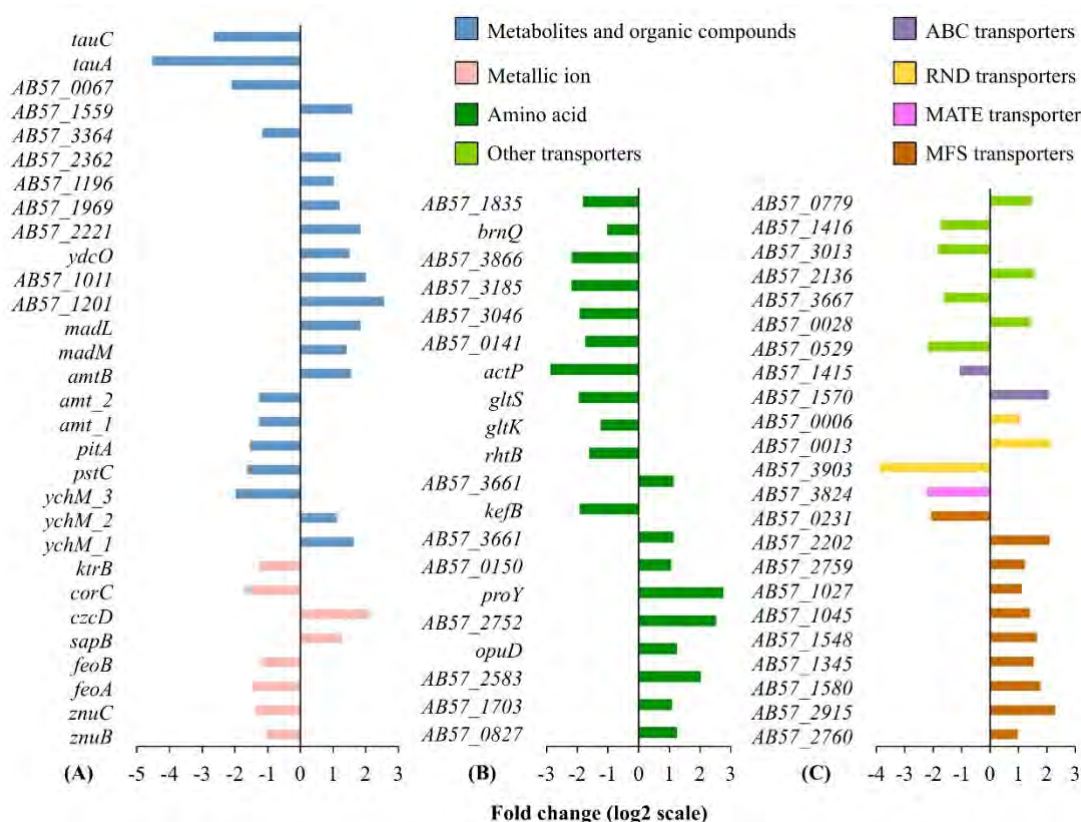 Metabolites and organic compounds
Metallic ion
Amino acid
Other transporters
ABC transporters
RND transporters
MATE transporter
MFS transporters
tauC
tauA
AB57_0067
AB57_1559
AB57_3364
AB57_2362
AB57_1196
AB57_1969
AB57_2221
ydcO
AB57_1011
AB57_1201
madL
madM
amtB
amt_2
amt_1
pitA
pstC
ychM_3
ychM_2
ychM_1
ktrB
corC
czcD
sapB
feoB
feoA
znuC
znuB
(A)
-5 -4 -3 -2 -1 0 1 2 3
AB57_1835
brnQ
AB57_3866
AB57_3185
AB57_3046
AB57_0141
actP
gltS
gltK
rhtB
AB57_3661
kefB
AB57_3661
AB57_0150
proY
AB57_2752
opuD
AB57_2583
AB57_1703
AB57_0827
(B)
-3 -2 -1 0 1 2 3
AB57_0779
AB57_1416
AB57_3013
AB57_2136
AB57_3667
AB57_0028
AB57_0529
AB57_1415
AB57_1570
AB57_0006
AB57_0013
AB57_3903
AB57_3824
AB57_0231
AB57_2202
AB57_2759
AB57_1027
AB57_1045
AB57_1548
AB57_1345
AB57_1580
AB57_2915
AB57_2760
(C)
-4 -3 -2 -1 0 1 2 3
Fold change (log2 scale)